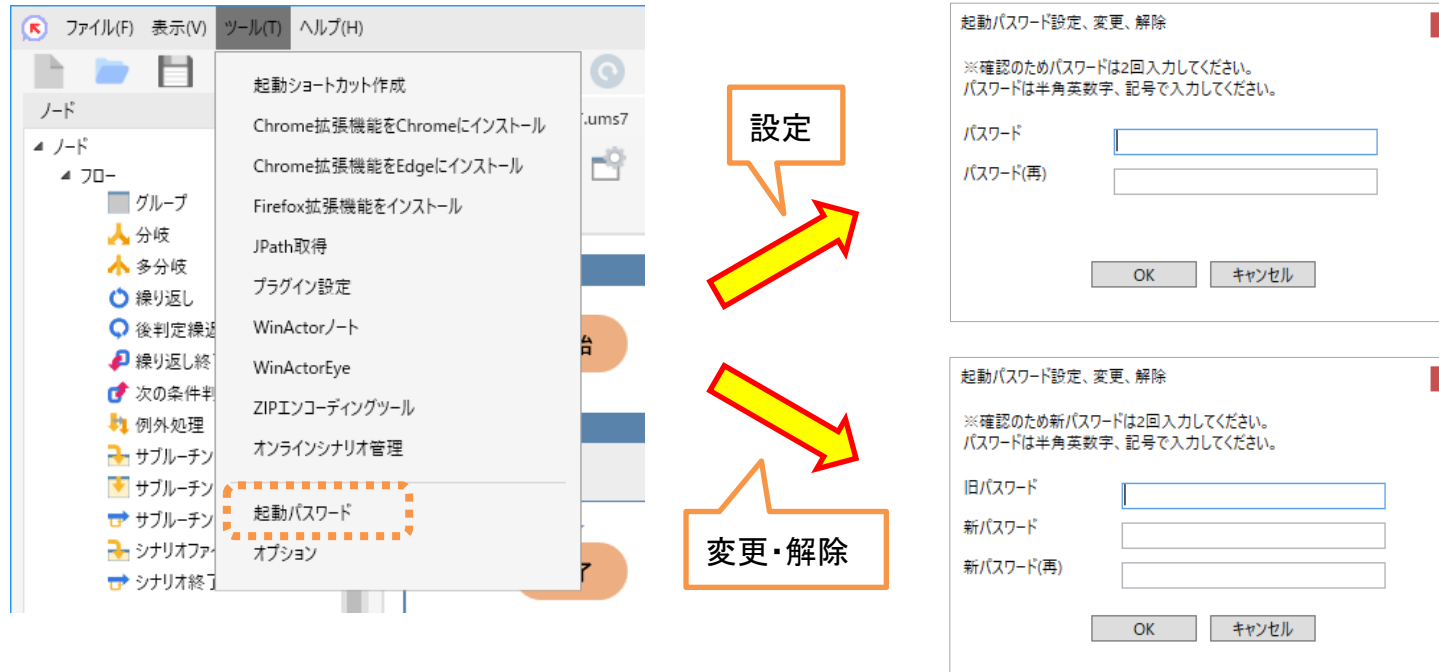 ファイル(F) 表示(V) ツール(T) ヘルプ(H)
ノード
ノード
フロー
グループ
分岐
多分岐
繰り返し
後判定繰返
繰り返し終
次の条件判
例外処理
サブルーチン
サブルーチン
サブルーチン
シナリオファイ
シナリオ終了
起動ショートカット作成
Chrome拡張機能をChromeにインストール
Chrome拡張機能をEdgeにインストール
Firefox拡張機能をインストール
JPath取得
プラグイン設定
WinActorノート
WinActorEye
ZIPエンコーディングツール
オンラインシナリオ管理
起動パスワード
オプション
.ums7
始
了
設定
変更・解除
起動パスワード設定、変更、解除
※確認のためパスワードは2回入力してください。
パスワードは半角英数字、記号で入力してください。
パスワード
パスワード(再)
OK キャンセル
起動パスワード設定、変更、解除
※確認のため新パスワードは2回入力してください。
パスワードは半角英数字、記号で入力してください。
旧パスワード
新パスワード
新パスワード(再)
OK キャンセル